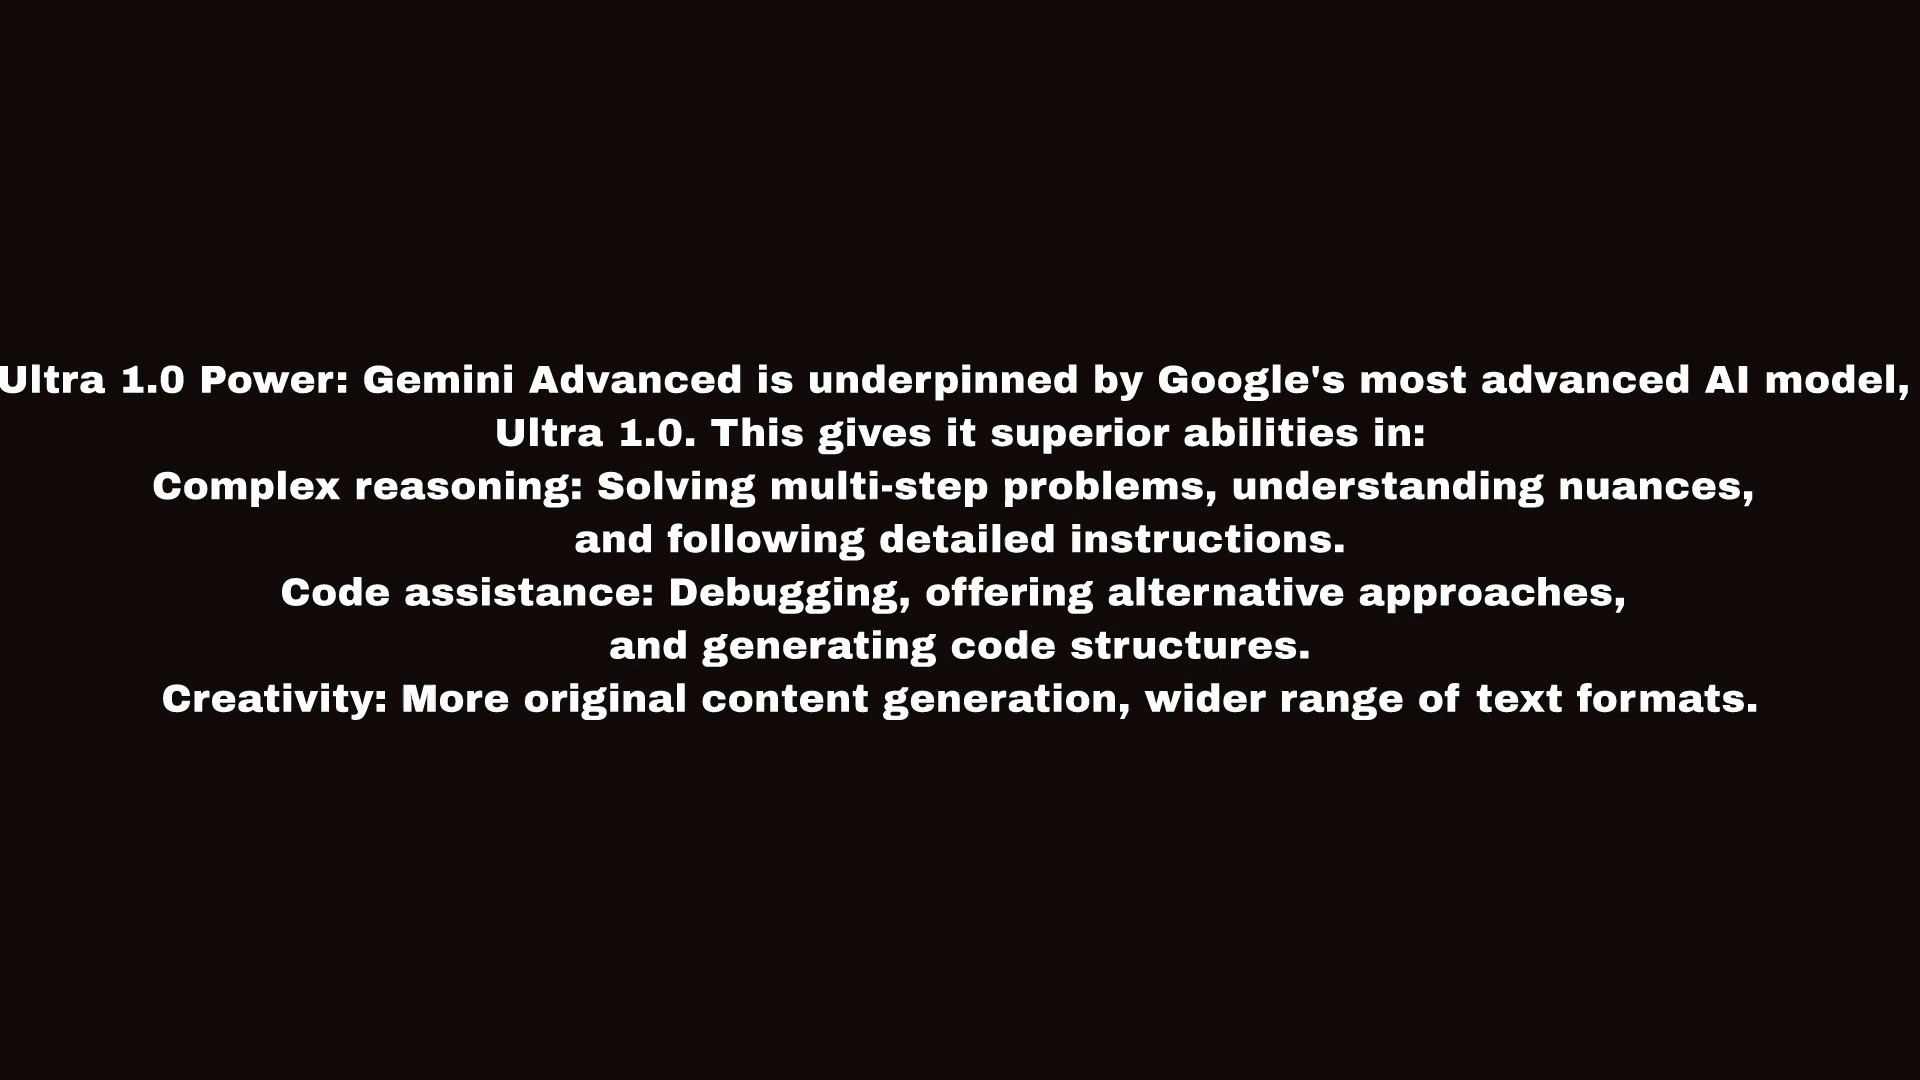 Ultra 1.0 Power: Gemini Advanced is underpinned by Google's most advanced AI model,
Ultra 1.0. This gives it superior abilities in:
Complex reasoning: Solving multi-step problems, understanding nuances,
and following detailed instructions.
Code assistance: Debugging, offering alternative approaches,
and generating code structures.
Creativity: More original content generation, wider range of text formats.